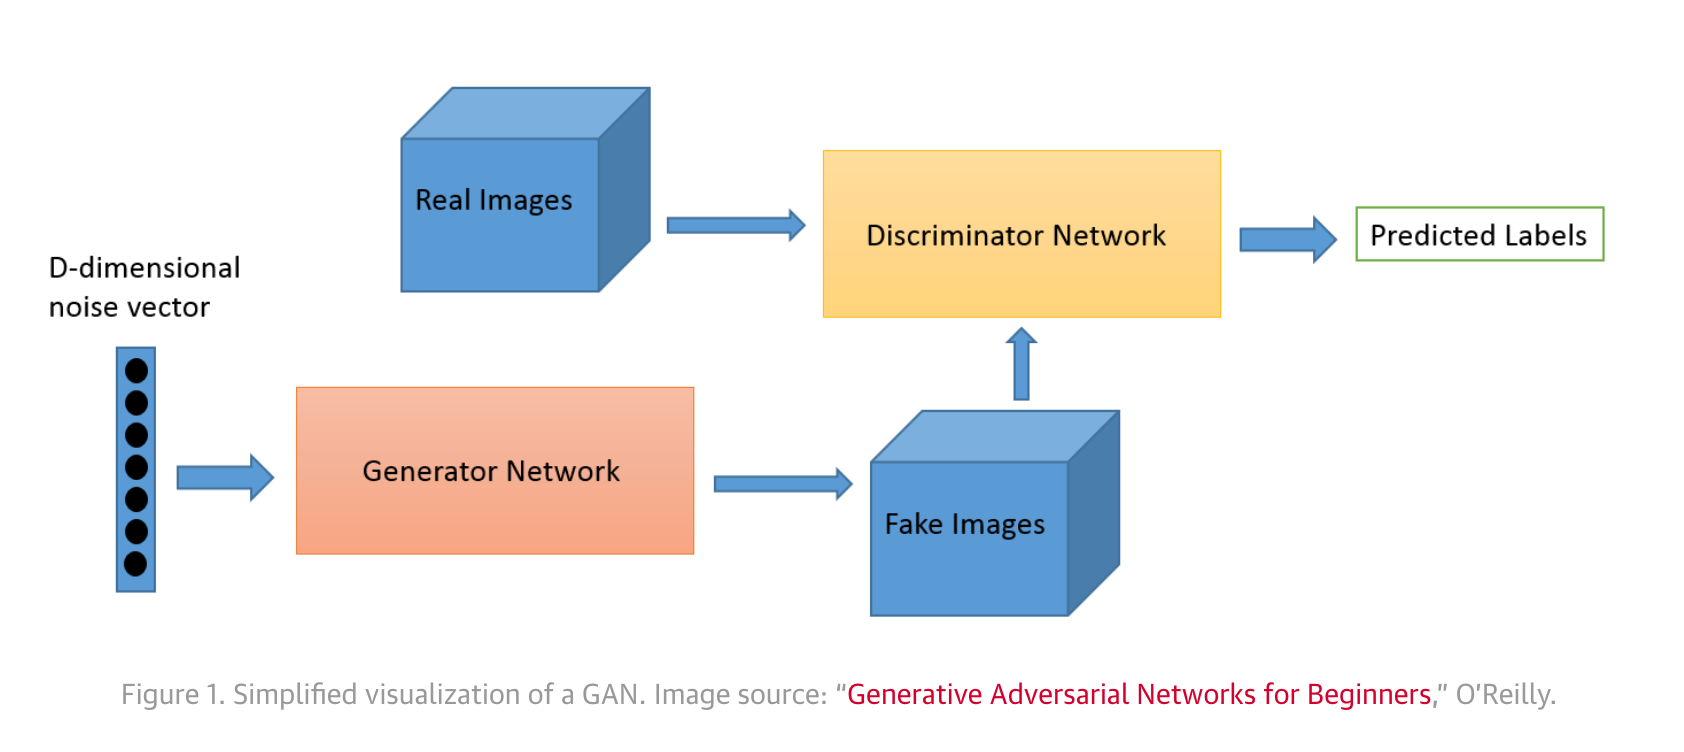 Real Images
Discriminator Network
Predicted Labels
D-dimensional
noise vector
Generator Network
Fake Images
Figure 1. Simplified visualization of a GAN. Image source: “Generative Adversarial Networks for Beginners,” O’Reilly.